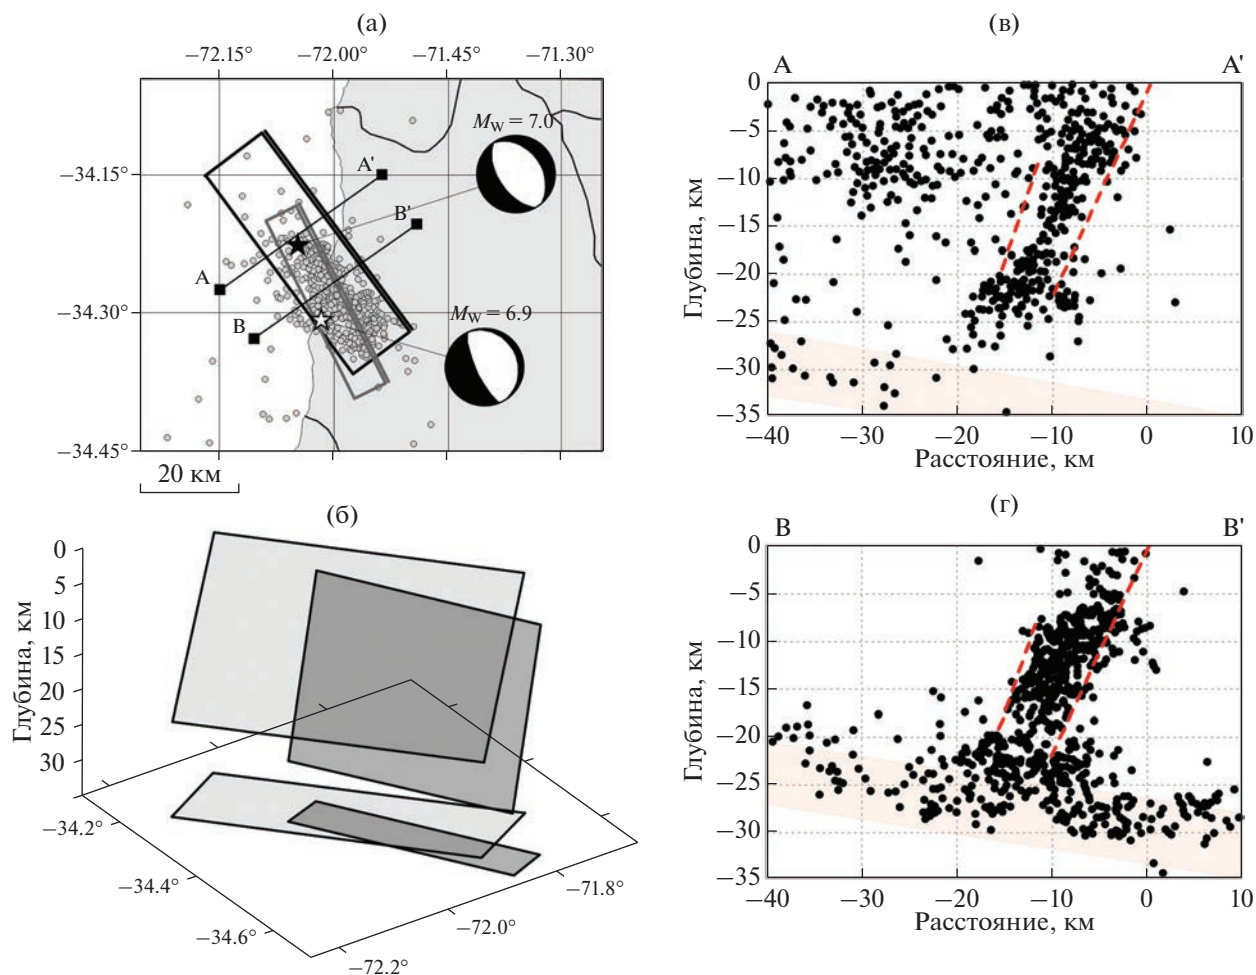 (а)
−72.15° −72.00° −71.45° −71.30°
M_W = 7.0
A'
−34.15°
B'
A
−34.30°
B
M_W = 6.9
−34.45°
20 км
(б)
0
5
10
15
20
25
30
Глубина, км
−34.2°
−34.4°
−34.6°
−71.8°
−72.0°
−72.2°
(в)
A A'
0
−5
−10
−15
−20
−25
−30
−35
Глубина, км
−40 −30 −20 −10 0 10
Расстояние, км
(г)
B B'
0
−5
−10
−15
−20
−25
−30
−35
Глубина, км
−40 −30 −20 −10 0 10
Расстояние, км